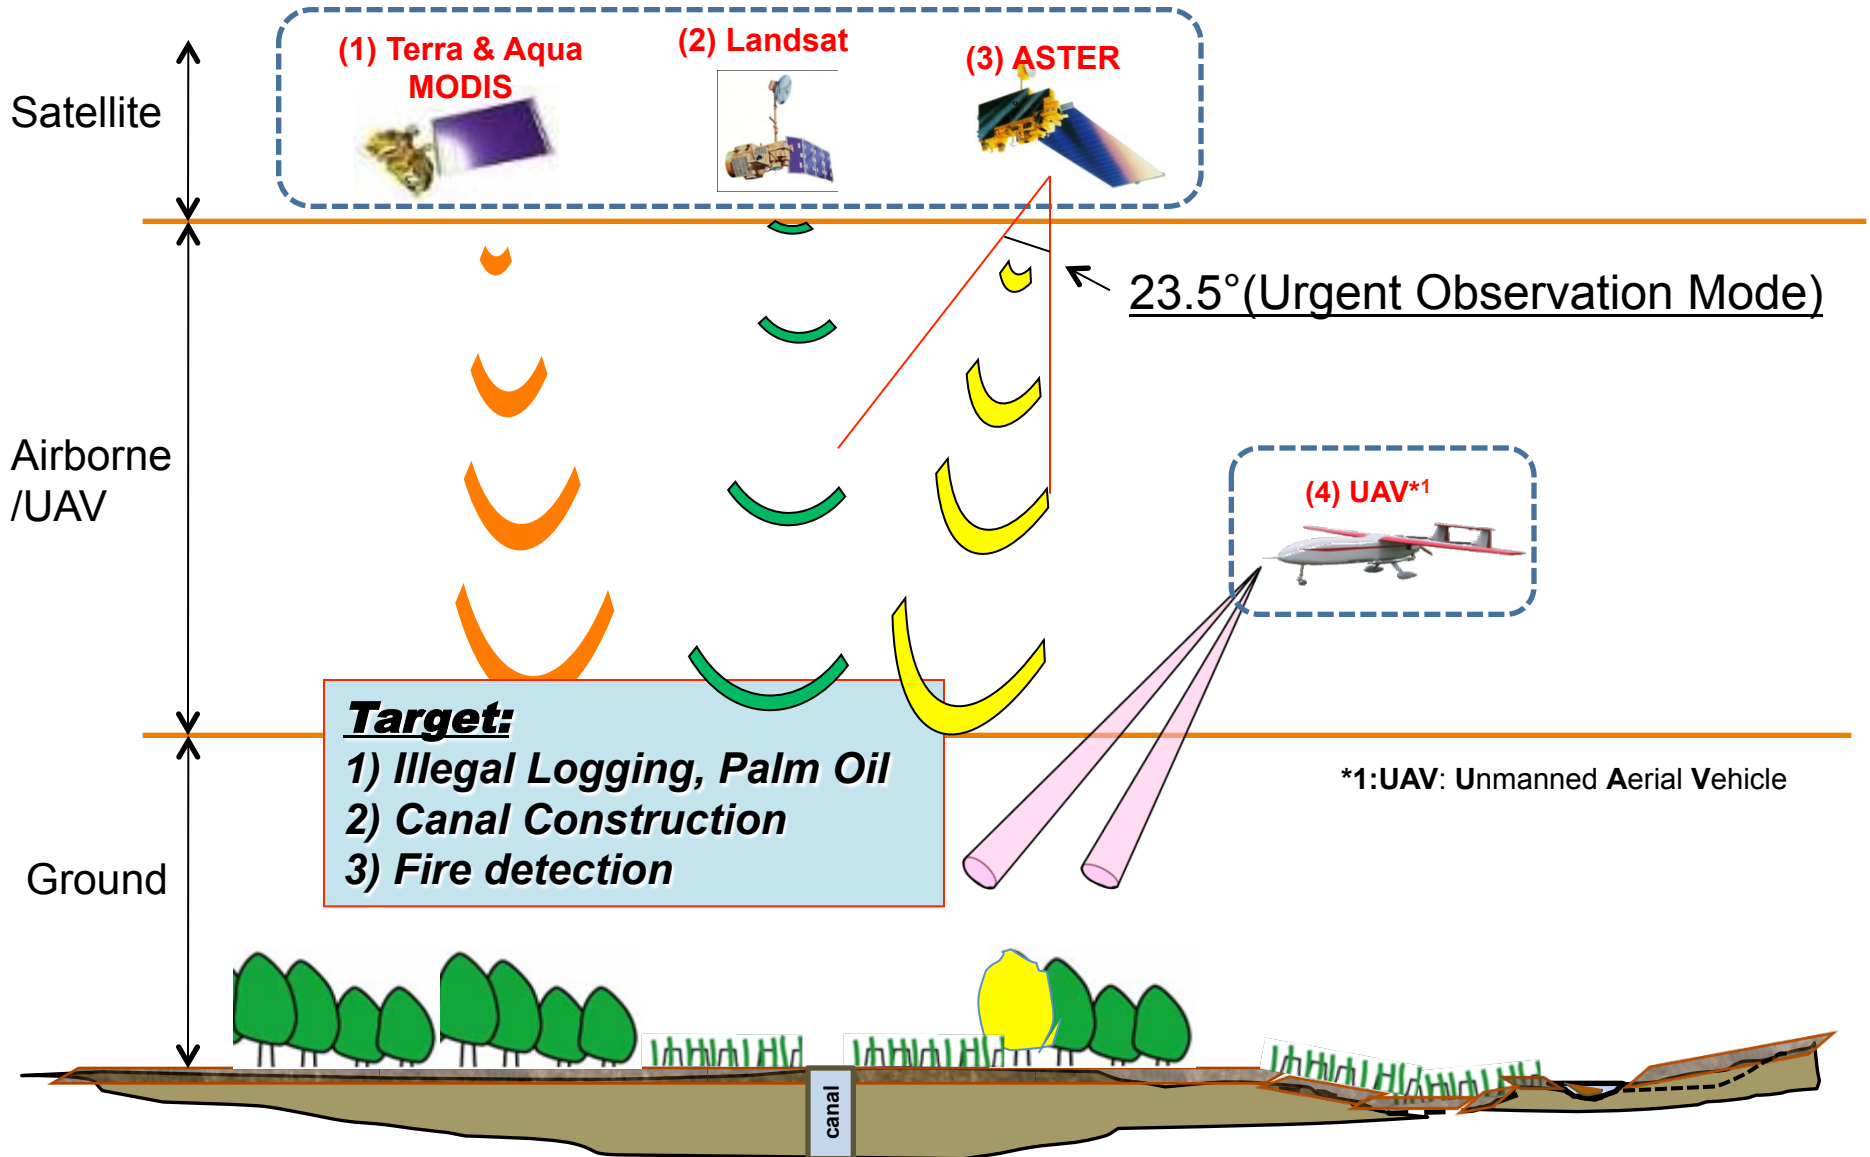 (1) Terra & Aqua
MODIS
(2) Landsat
(3) ASTER
Satellite
23.5°(Urgent Observation Mode)
Airborne
/UAV
(4) UAV*1
Target:
1) Illegal Logging, Palm Oil
2) Canal Construction
3) Fire detection
*1:UAV: Unmanned Aerial Vehicle
Ground
canal